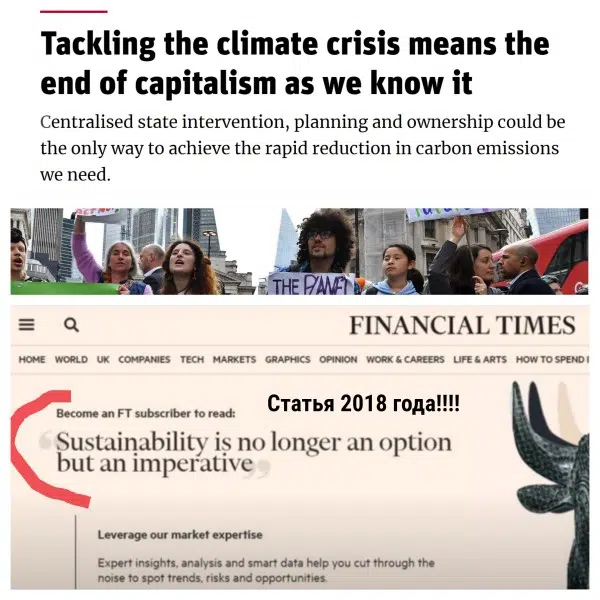 Tackling the climate crisis means the
end of capitalism as we know it
Centralised state intervention, planning and ownership could be
the only way to achieve the rapid reduction in carbon emissions
we need.
THE PLANET
FINANCIAL TIMES
HOME WORLD UK COMPANIES TECH MARKETS GRAPHICS OPINION WORK & CAREERS LIFE & ARTS HOW TO SPEND I
Become an FT subscriber to read:
Статья 2018 года!!!!
“Sustainability is no longer an option
but an imperative”
Leverage our market expertise
Expert insights, analysis and smart data help you cut through the
noise to spot trends, risks and opportunities.